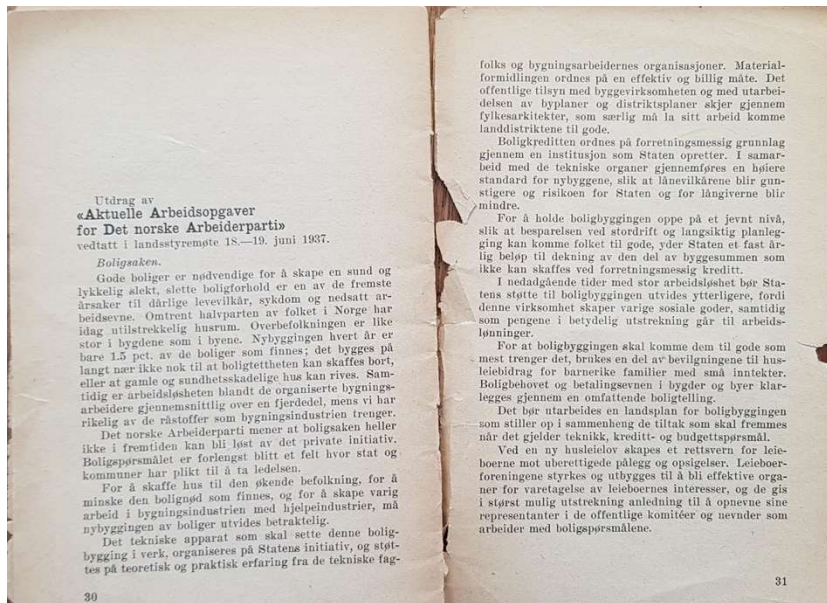 Utdrag av
«Aktuelle Arbeidsopgaver
for Det norske Arbeiderparti»
vedtatt i landsstyremøte 18.—19. juni 1937.
Boligsaken.
Gode boliger er nødvendige for å skape en sund og
lykkelig slekt, slette boligforhold er en av de fremste
årsaker til dårlige levevilkår, sykdom og nedsatt ar-
beidsevne. Omtrent halvparten av folket i Norge har
idag utilstrekkelig husrum. Overbefolkningen er like
stor i bygdene som i byene. Nybyggingen hvert år er
bare 1.5 pct. av de boliger som finnes; det bygges på
langt nær ikke nok til at boligtettheten kan skaffes bort,
eller at gamle og sundhetsskadelige hus kan rives. Sam-
tidig er arbeidsløsheten blandt de organiserte bygnings-
arbeidere gjennemsnittlig over en fjerdedel, mens vi har
rikelig av de råstoffer som bygningsindustrien trenger.
Det norske Arbeiderparti mener at boligsaken heller
ikke i fremtiden kan bli løst av det private initiativ.
Boligspørsmålet er forlengst blitt et felt hvor stat og
kommuner har plikt til å ta ledelsen.
For å skaffe hus til den økende befolkning, for å
minske den bolignød som finnes, og for å skape varig
arbeid i bygningsindustrien med hjelpeindustrier, må
nybyggingen av boliger utvides betraktelig.
Det tekniske apparat som skal sette denne bolig-
bygging i verk, organiseres på Statens initiativ, og støt-
tes på teoretisk og praktisk erfaring fra de tekniske fag-
30
folks og bygningsarbeidernes organisasjoner. Material-
formidlingen ordnes på en effektiv og billig måte. Det
offentlige tilsyn med byggevirksomheten og med utarbei-
delsen av byplaner og distriktsplaner skjer gjennem
fylkesarkitekter, som særlig må la sitt arbeid komme
landdistriktene til gode.
Boligkreditten ordnes på forretningsmessig grunnlag
gjennem en institusjon som Staten opretter. I samar-
beid med de tekniske organer gjennemføres en høiere
standard for nybyggene, slik at lånevilkårene blir gun-
stigere og risikoen for Staten og for långiverne blir
mindre.
For å holde boligbyggingen oppe på et jevnt nivå,
slik at besparelsen ved stordrift og langsiktig planleg-
ging kan komme folket til gode, yder Staten et fast år-
lig beløp til dekning av den del av byggesummen som
ikke kan skaffes ved forretningsmessig kreditt.
I nedadgående tider med stor arbeidsløshet bør Sta-
tens støtte til boligbyggingen utvides ytterligere, fordi
denne virksomhet skaper varige sosiale goder, samtidig
som pengene i betydelig utstrekning går til arbeids-
lønninger.
For at boligbyggingen skal komme dem til gode som
mest trenger det, brukes en del av bevilgningene til hus-
leiebidrag for barnerike familier med små inntekter.
Boligbehovet og betalingsevnen i bygder og byer klar-
legges gjennem en omfattende boligtelling.
Det bør utarbeides en landsplan for boligbyggingen
som stiller op i sammenheng de tiltak som skal fremmes
når det gjelder teknikk, kreditt- og budgettspørsmål.
Ved en ny husleielov skapes et rettsvern for leie-
boerne mot uberettigede pålegg og opsigelser. Leieboer-
foreningene styrkes og utbygges til å bli effektive orga-
ner for varetagelse av leieboernes interesser, og de gis
i størst mulig utstrekning anledning til å opnevne sine
representanter i de offentlige komitéer og nevnder som
arbeider med boligspørsmålene.
31